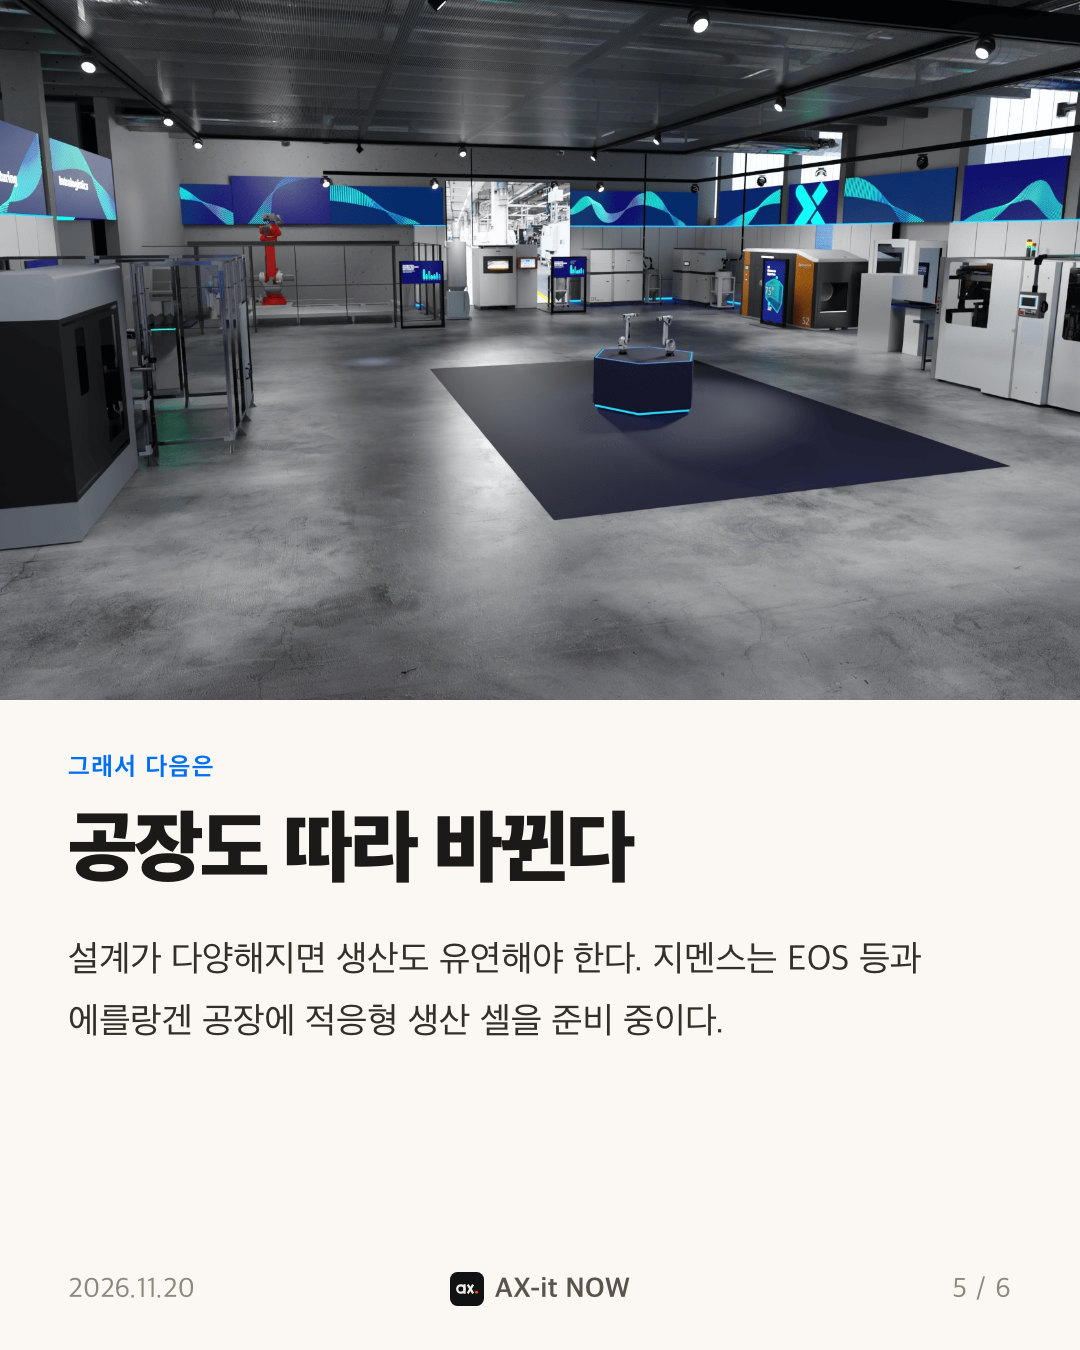 Intralogistics
그래서 다음은
공장도 따라 바뀐다
설계가 다양해지면 생산도 유연해야 한다. 지멘스는 EOS 등과
에를랑겐 공장에 적응형 생산 셀을 준비 중이다.
2026.11.20
ax.
AX-it NOW
5 / 6